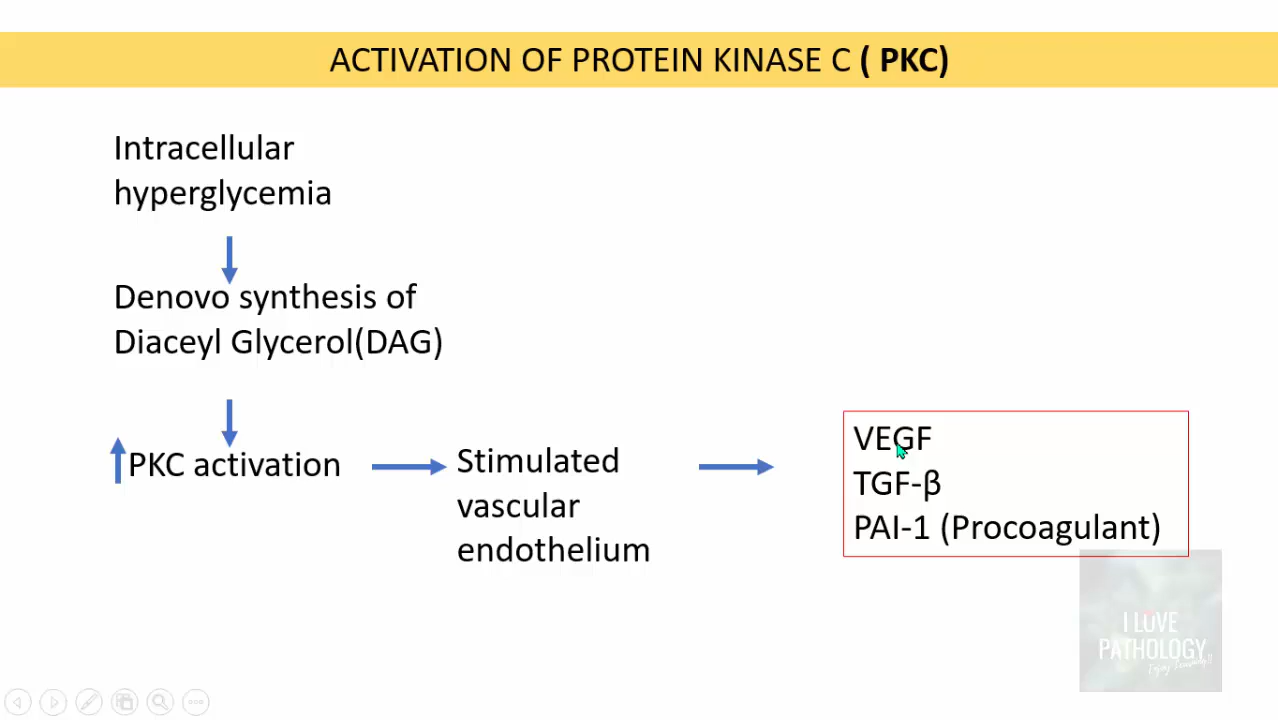 ACTIVATION OF PROTEIN KINASE C ( PKC)
Intracellular
hyperglycemia
Denovo synthesis of
Diaceyl Glycerol(DAG)
PKC activation
Stimulated
vascular
endothelium
VEGF
TGF-β
PAI-1 (Procoagulant)
I LOVE
PATHOLOGY